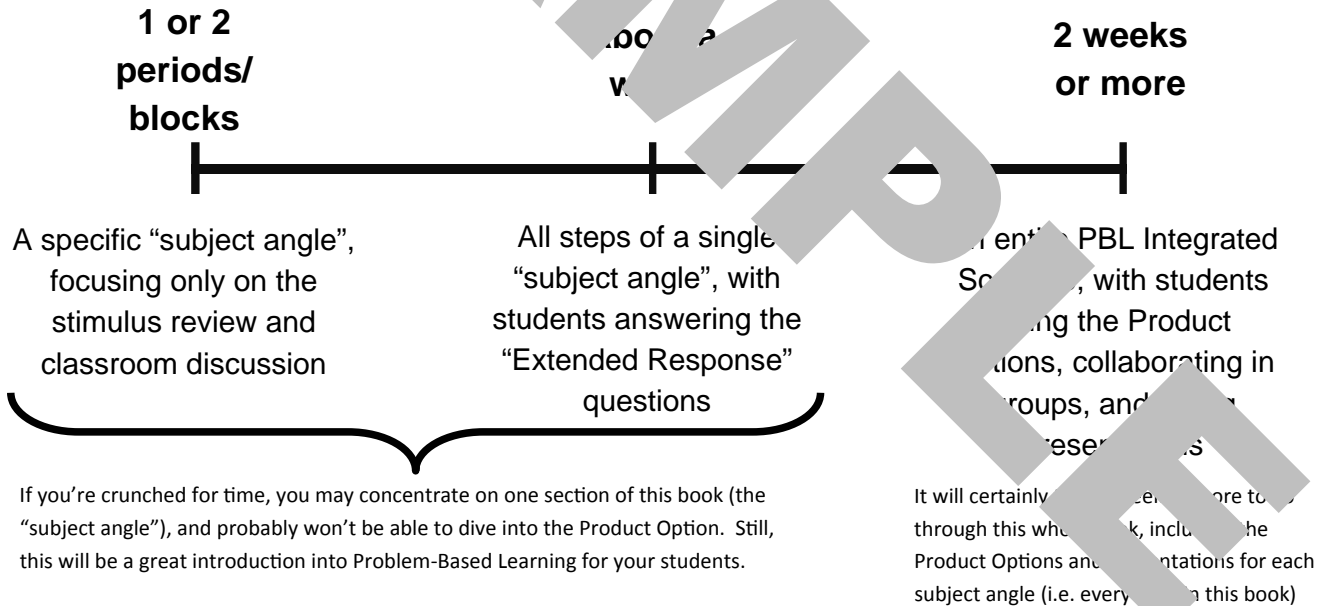 1 or 2
periods/
blocks
2 weeks
or more
A specific “subject angle”,
focusing only on the
stimulus review and
classroom discussion
All steps of a single
“subject angle”, with
students answering the
“Extended Response”
questions
PBL Integrated
with students
the Product
collaborating in
If you’re crunched for time, you may concentrate on one section of this book (the
“subject angle”), and probably won’t be able to dive into the Product Option. Still,
this will be a great introduction into Problem-Based Learning for your students.
It will certainly
through this
Product Options for each
subject angle (i.e. this book)
MPLE